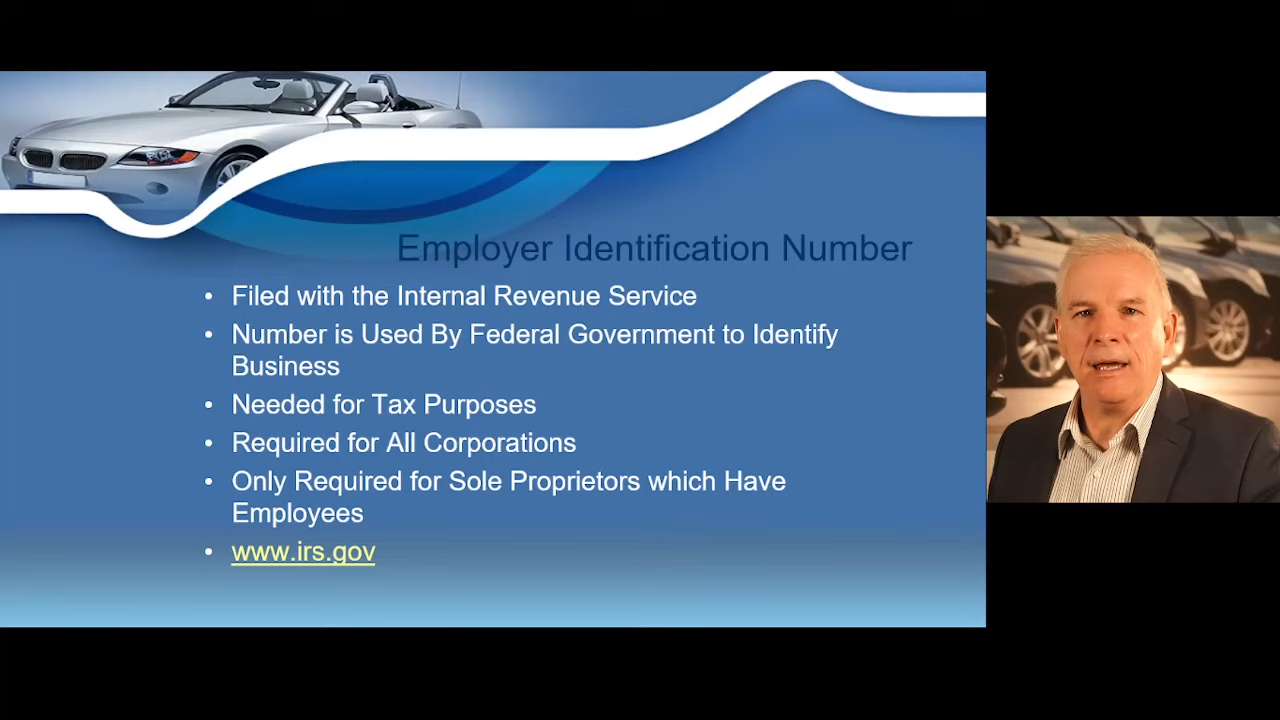 Employer Identification Number
• Filed with the Internal Revenue Service
• Number is Used By Federal Government to Identify
Business
• Needed for Tax Purposes
• Required for All Corporations
• Only Required for Sole Proprietors which Have
Employees
• www.irs.gov